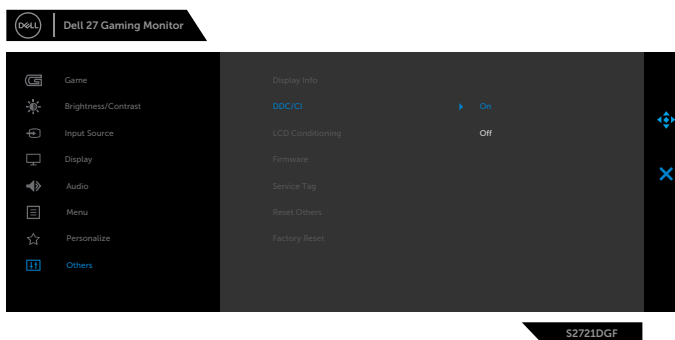 DELL Dell 27 Gaming Monitor
Game Display Info
Brightness/Contrast DDC/CI On
Input Source LCD Conditioning Off
Display Firmware
Audio Service Tag
Menu Reset Others
Personalize Factory Reset
Others
S2721DGF